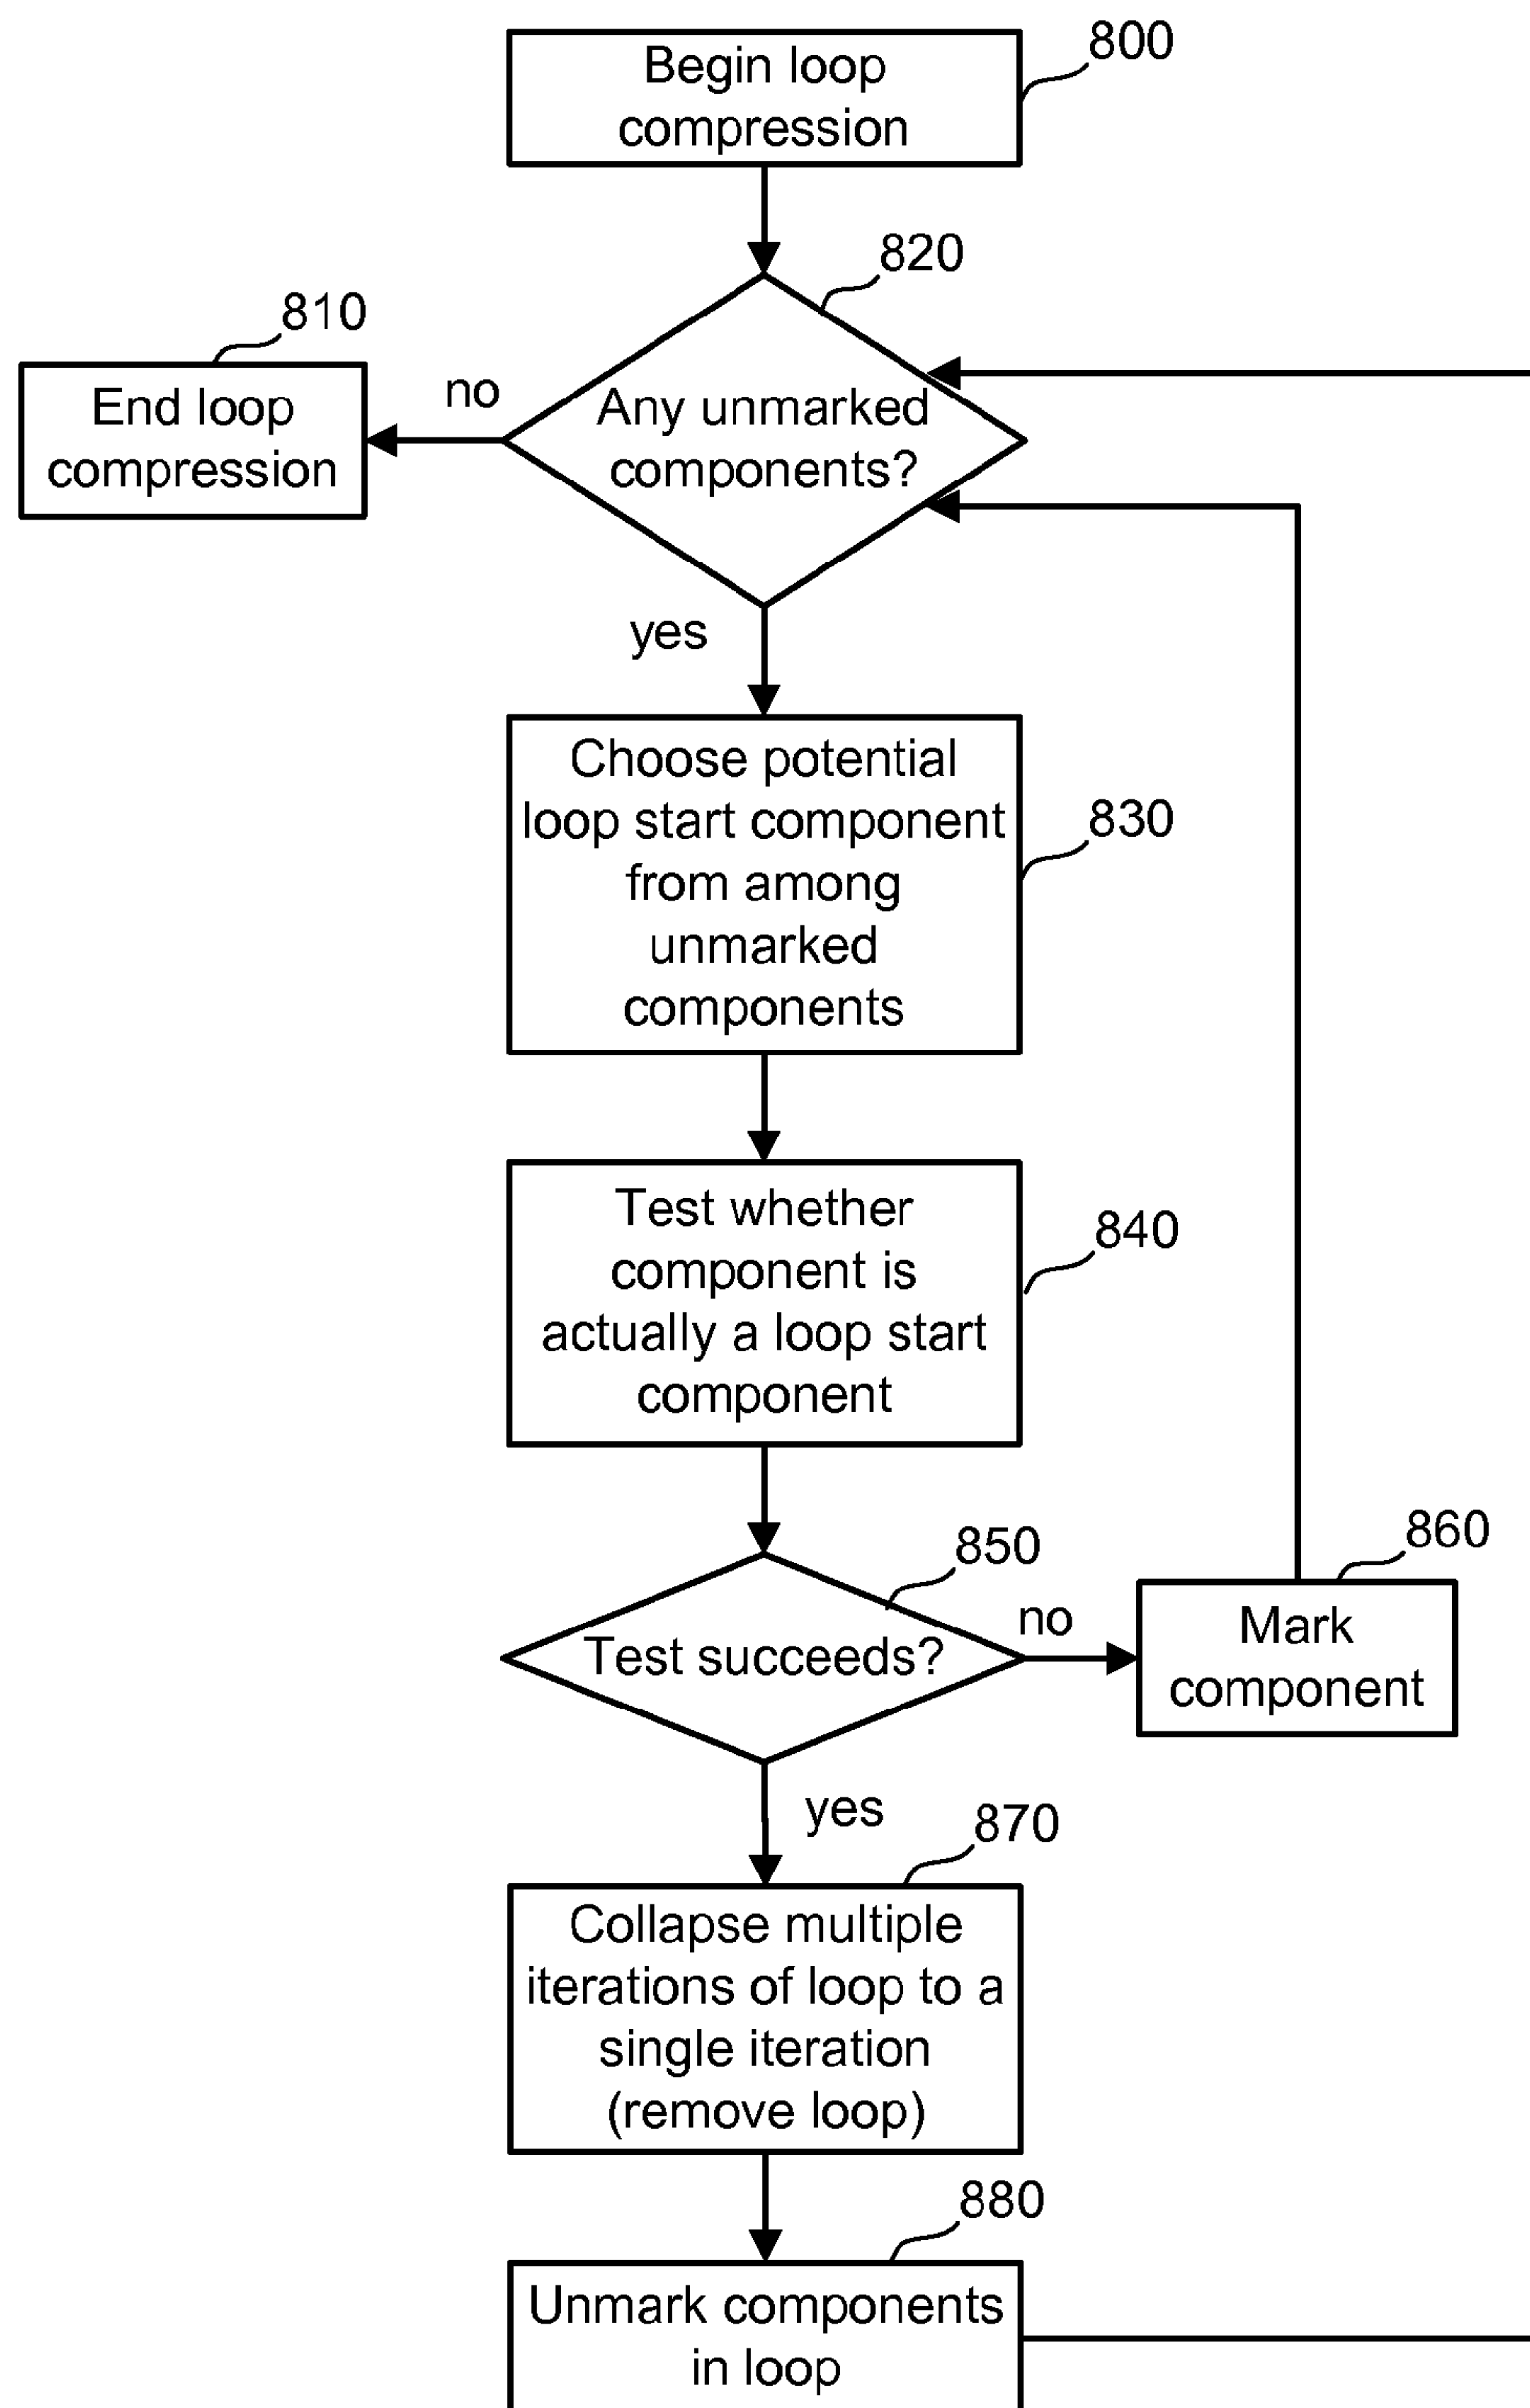 Begin loop
compression
800
820
810
End loop
compression
no
Any unmarked
components?
yes
Choose potential
loop start component
from among
unmarked
components
830
Test whether
component is
actually a loop start
component
840
850
Test succeeds?
no
860
Mark
component
yes
870
Collapse multiple
iterations of loop to a
single iteration
(remove loop)
880
Unmark components
in loop